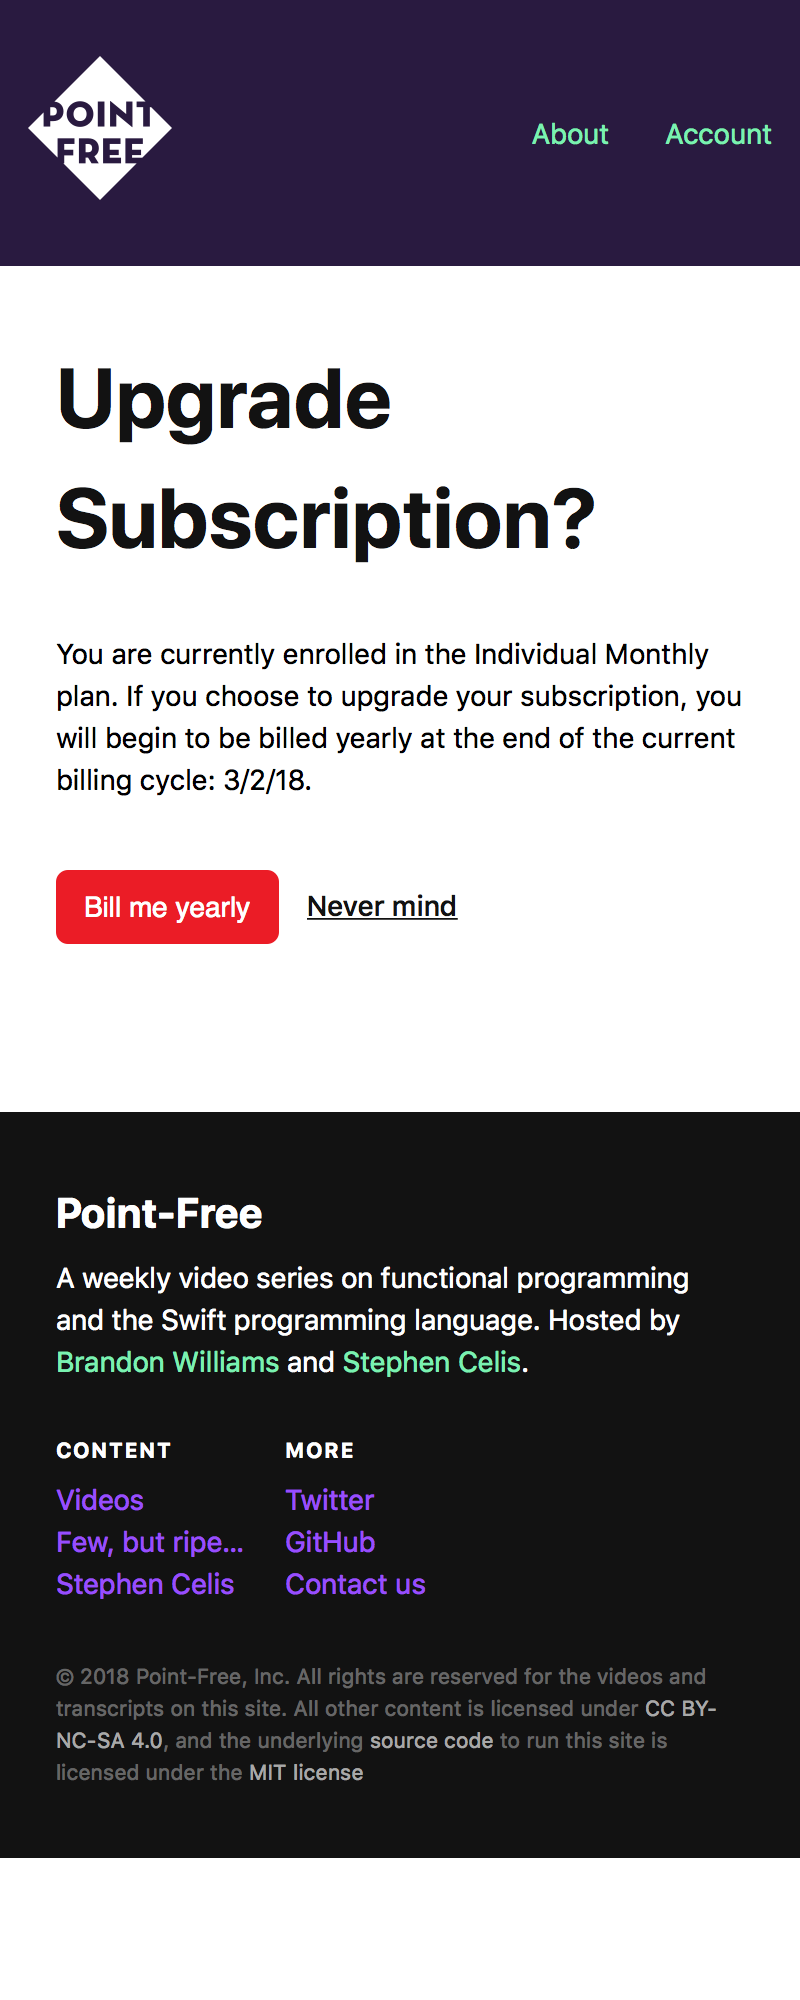 POINT
FREE
About Account
Upgrade
Subscription?
You are currently enrolled in the Individual Monthly
plan. If you choose to upgrade your subscription, you
will begin to be billed yearly at the end of the current
billing cycle: 3/2/18.
Bill me yearly Never mind
Point-Free
A weekly video series on functional programming
and the Swift programming language. Hosted by
Brandon Williams and Stephen Celis.
CONTENT MORE
Videos Twitter
Few, but ripe... GitHub
Stephen Celis Contact us
© 2018 Point-Free, Inc. All rights are reserved for the videos and
transcripts on this site. All other content is licensed under CC BY-
NC-SA 4.0, and the underlying source code to run this site is
licensed under the MIT license